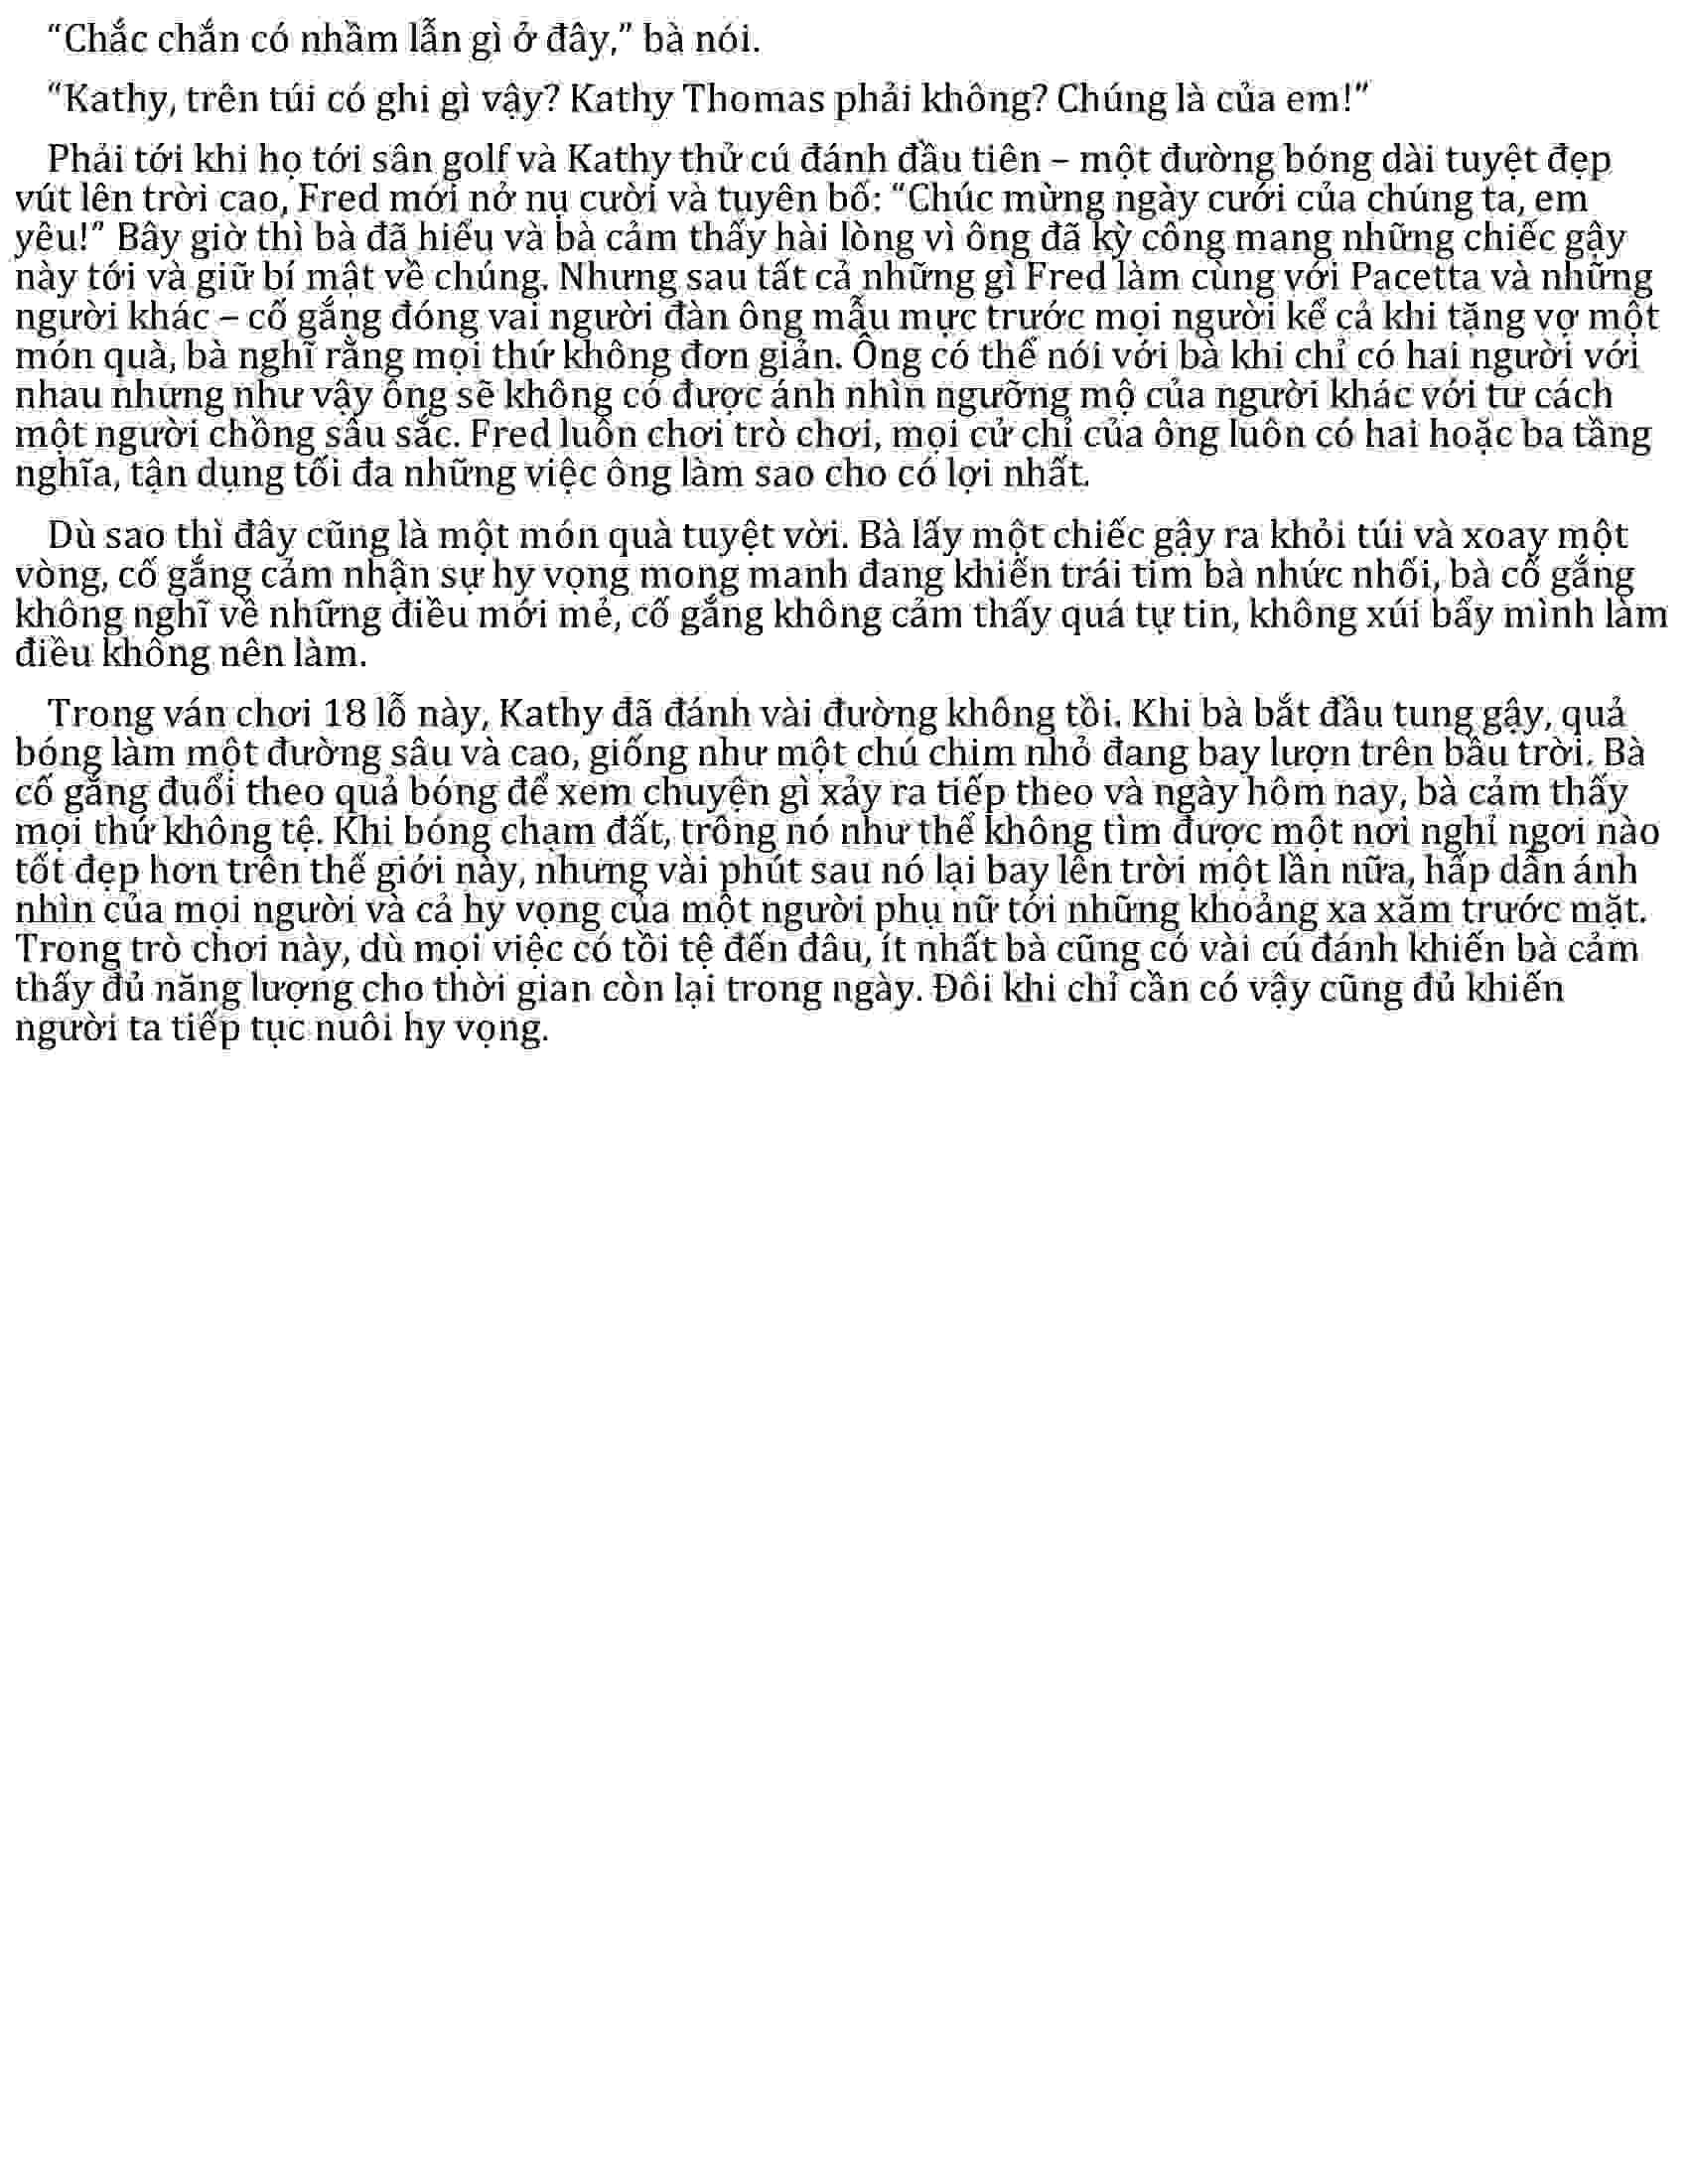 “Chắc chắn có nhầm lẫn gì ở đây,” bà nói.
“Kathy, trên túi có ghi gì vậy? Kathy Thomas phải không? Chúng là của em!”
Phải tới khi họ tới sân golf và Kathy thử cú đánh đầu tiên – một đường bóng dài tuyệt đẹp
vút lên trời cao, Fred mới nở nụ cười và tuyên bố: “Chúc mừng ngày cưới của chúng ta, em
yêu!” Bây giờ thì bà đã hiểu và bà cảm thấy hài lòng vì ông đã kỳ công mang những chiếc gậy
này tới và giữ bí mật về chúng. Nhưng sau tất cả những gì Fred làm cùng với Pacetta và những
người khác – cố gắng đóng vai người đàn ông mẫu mực trước mọi người kể cả khi tặng vợ một
món quà, bà nghĩ rằng mọi thứ không đơn giản. Ông có thể nói với bà khi chỉ có hai người với
nhau nhưng như vậy ông sẽ không có được ánh nhìn ngưỡng mộ của người khác với tư cách
một người chồng sâu sắc. Fred luôn chơi trò chơi, mọi cử chỉ của ông luôn có hai hoặc ba tầng
nghĩa, tận dụng tối đa những việc ông làm sao cho có lợi nhất.
Dù sao thì đây cũng là một món quà tuyệt vời. Bà lấy một chiếc gậy ra khỏi túi và xoay một
vòng, cố gắng cảm nhận sự hy vọng mong manh đang khiến trái tim bà nhức nhối, bà cố gắng
không nghĩ về những điều mới mẻ, cố gắng không cảm thấy quá tự tin, không xúi bẩy mình làm
điều không nên làm.
Trong ván chơi 18 lỗ này, Kathy đã đánh vài đường không tồi. Khi bà bắt đầu tung gậy, quả
bóng làm một đường sâu và cao, giống như một chú chim nhỏ đang bay lượn trên bầu trời. Bà
cố gắng đuổi theo quả bóng để xem chuyện gì xảy ra tiếp theo và ngày hôm nay, bà cảm thấy
mọi thứ không tệ. Khi bóng chạm đất, trông nó như thể không tìm được một nơi nghỉ ngơi nào
tốt đẹp hơn trên thế giới này, nhưng vài phút sau nó lại bay lên trời một lần nữa, hấp dẫn ánh
nhìn của mọi người và cả hy vọng của một người phụ nữ tới những khoảng xa xăm trước mặt.
Trong trò chơi này, dù mọi việc có tồi tệ đến đâu, ít nhất bà cũng có vài cú đánh khiến bà cảm
thấy đủ năng lượng cho thời gian còn lại trong ngày. Đôi khi chỉ cần có vậy cũng đủ khiến
người ta tiếp tục nuôi hy vọng.